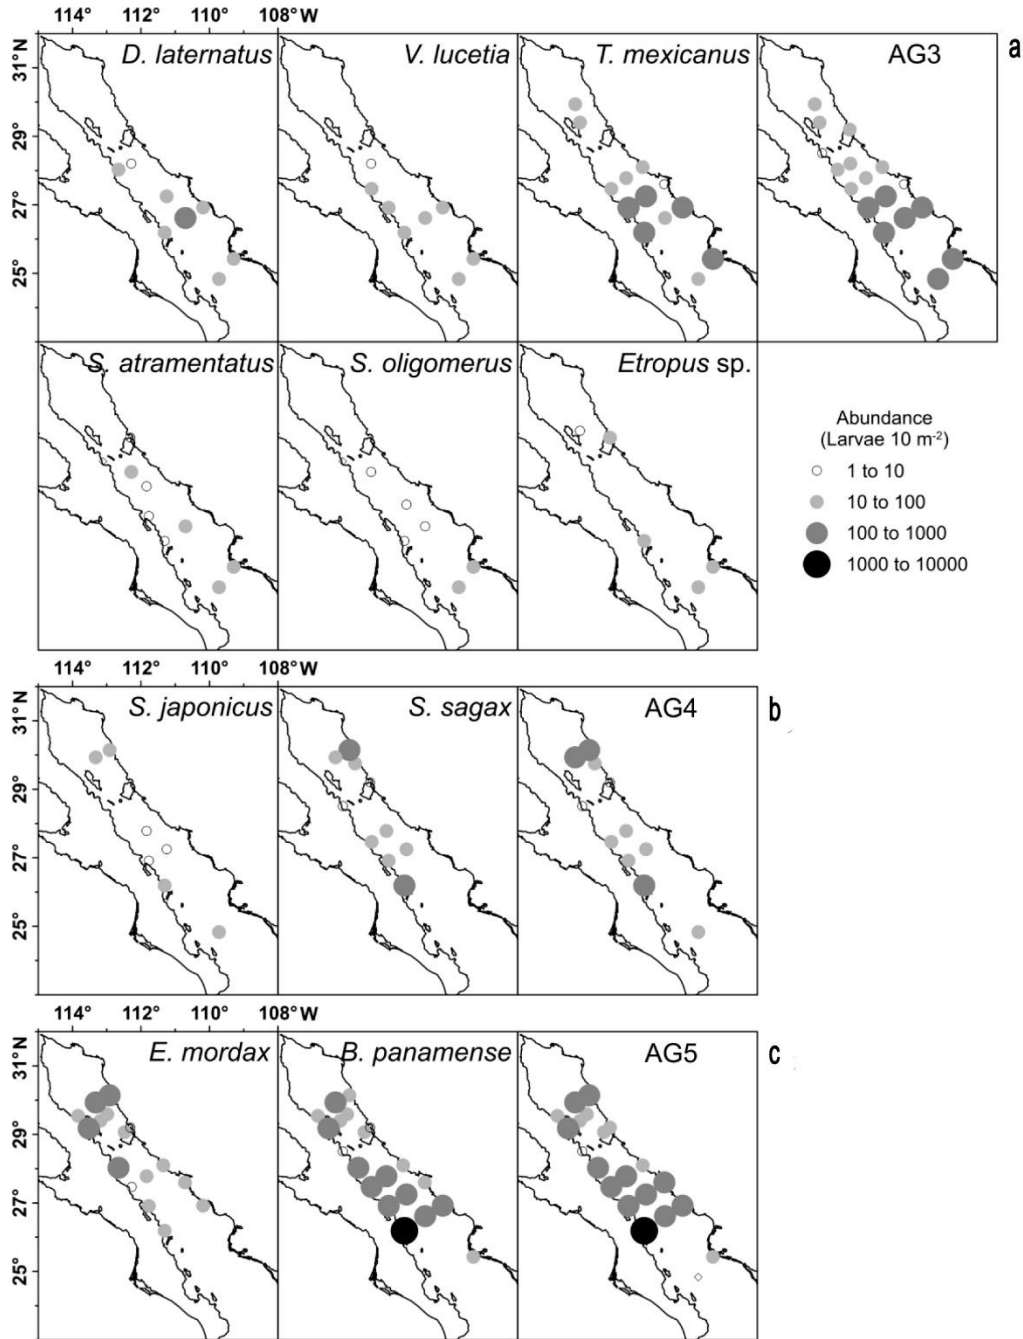 114° 112° 110° 108° W
D. laternatus V. lucetia T. mexicanus AG3 a
31° N
29°
27°
25°
S. atramentatus S. oligomerus Etropus sp.
Abundance
(Larvae 10 m⁻²)
1 to 10
10 to 100
100 to 1000
1000 to 10000
114° 112° 110° 108° W
S. japonicus S. sagax AG4 b
31° N
29°
27°
25°
114° 112° 110° 108° W
E. mordax B. panamense AG5 c
31° N
29°
27°
25°